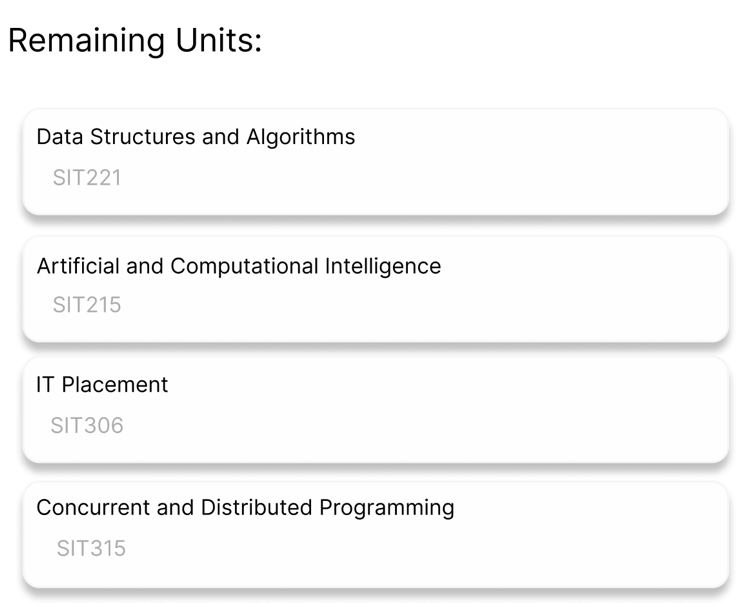 Remaining Units:
Data Structures and Algorithms
SIT221
Artificial and Computational Intelligence
SIT215
IT Placement
SIT306
Concurrent and Distributed Programming
SIT315